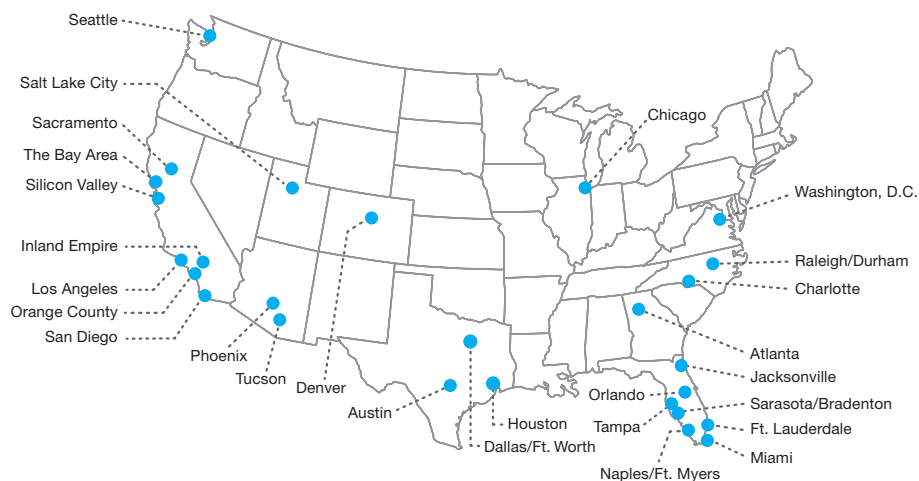 Seattle
Salt Lake City
Sacramento
The Bay Area
Silicon Valley
Inland Empire
Los Angeles
Orange County
San Diego
Phoenix
Tucson
Denver
Austin
Houston
Dallas/Ft. Worth
Chicago
Washington, D.C.
Raleigh/Durham
Charlotte
Atlanta
Jacksonville
Orlando
Sarasota/Bradenton
Tampa
Ft. Lauderdale
Miami
Naples/Ft. Myers